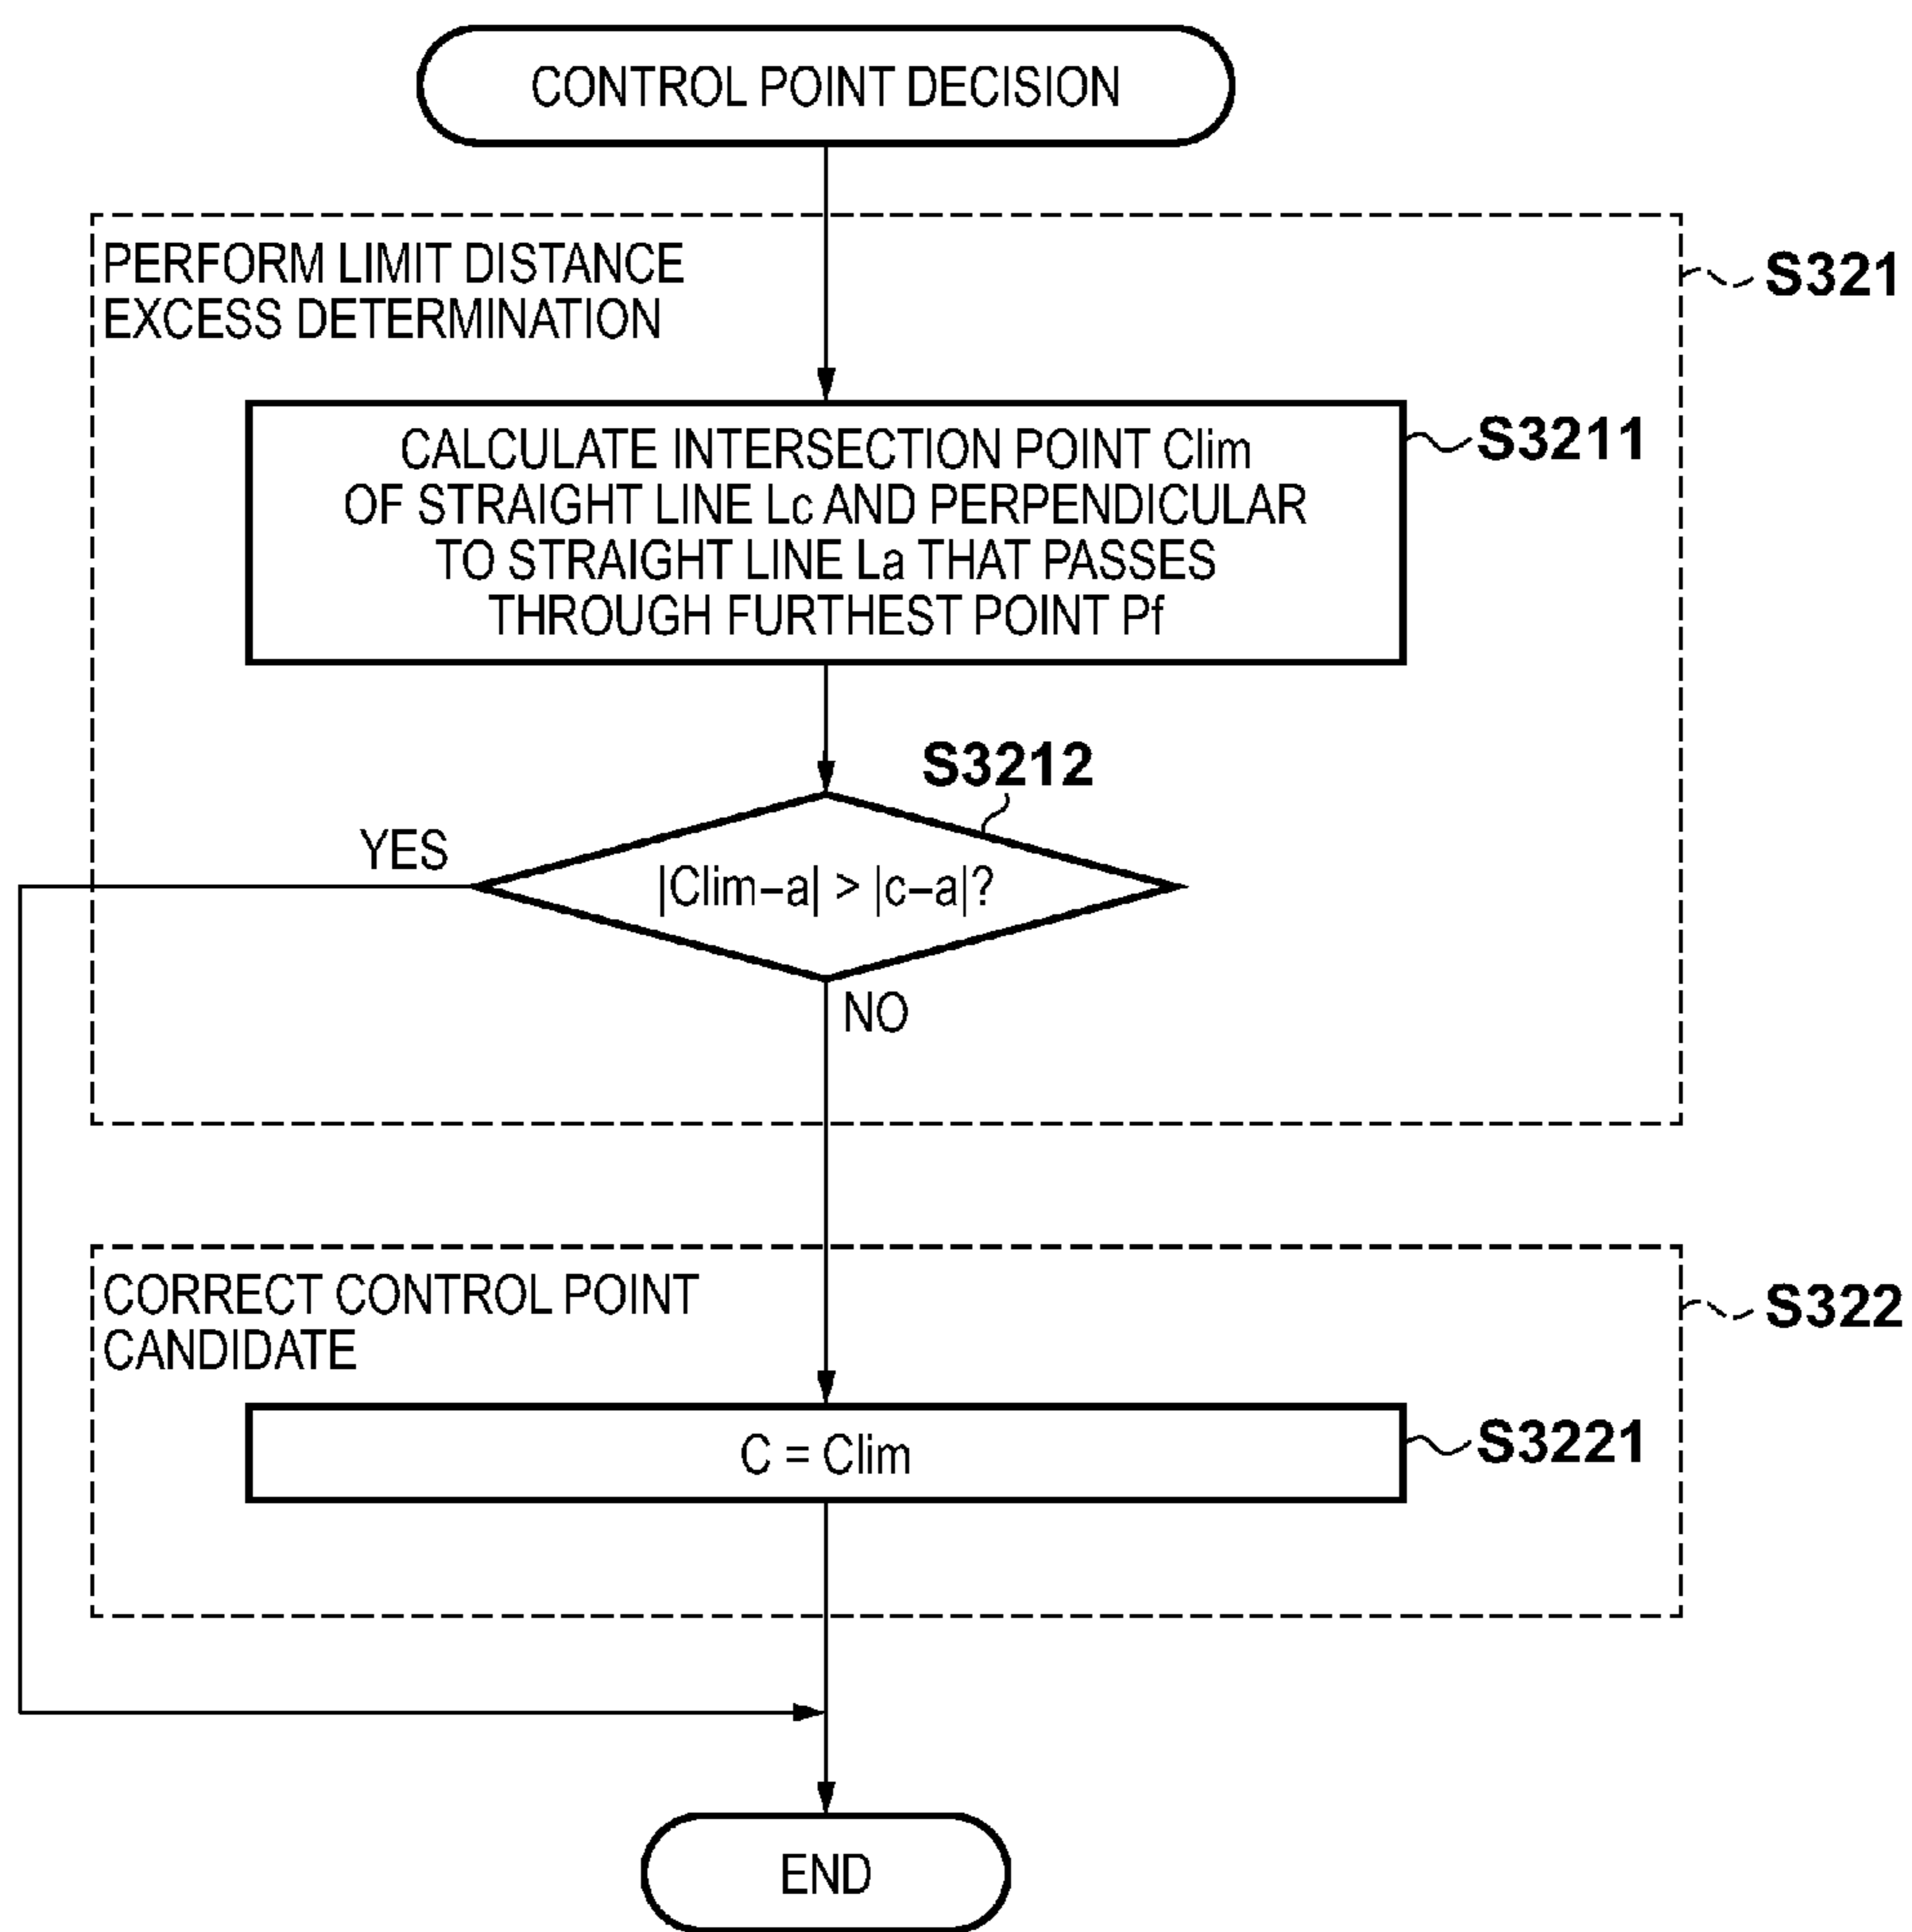 CONTROL POINT DECISION
PERFORM LIMIT DISTANCE
EXCESS DETERMINATION
S321
CALCULATE INTERSECTION POINT Clim
OF STRAIGHT LINE Lc AND PERPENDICULAR
TO STRAIGHT LINE La THAT PASSES
THROUGH FURTHEST POINT Pf
S3211
S3212
YES
|Clim−a| > |c−a|?
NO
CORRECT CONTROL POINT
CANDIDATE
S322
C = Clim
S3221
END